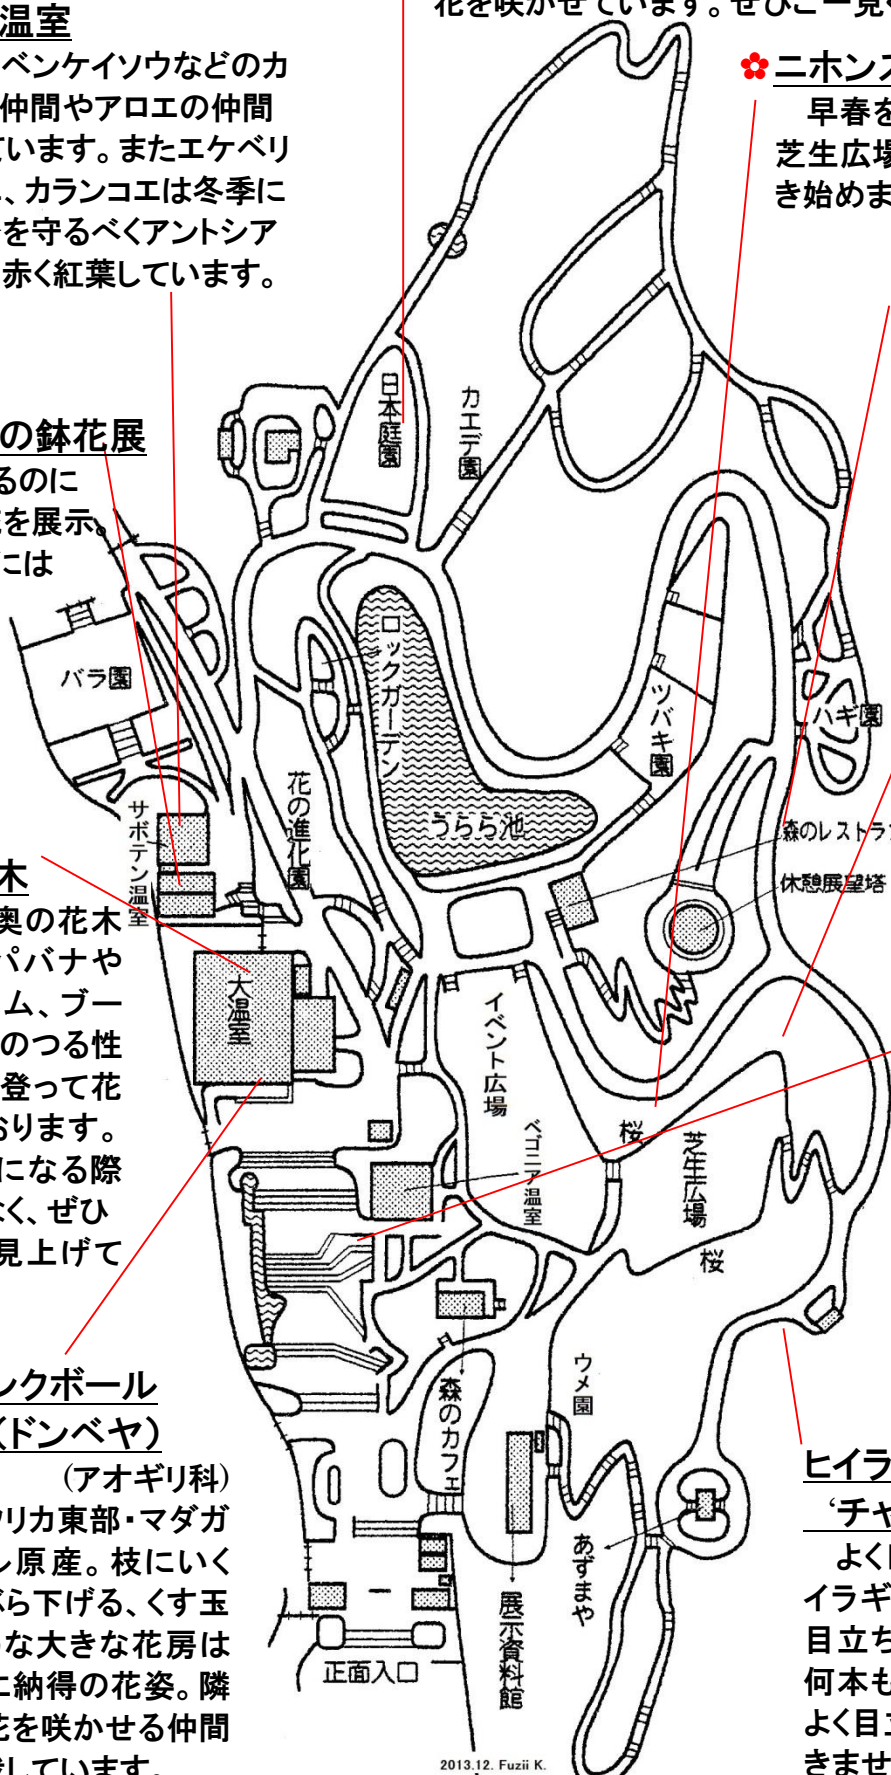 花を咲かせています。ぜひご一見く
温室
ベンケイソウなどのカ
仲間やアロエの仲間
ています。またエケベリ
、カランコエは冬季に
を守るべくアントシア
赤く紅葉しています。
✿ニホンス
早春を
芝生広場
き始めま
の鉢花展
るのに
を展示。
には
木
奥の花木
パバナや
ム、ブー
のつる性
登って花
おります。
になる際
なく、ぜひ
見上げて
ンクボール
(ドンベヤ)
(アオギリ科)
フリカ東部・マダガ
ル原産。枝にいく
ぶら下げる、くす玉
うな大きな花房は
に納得の花姿。隣
花を咲かせる仲間
しています。
ヒイラ
‘チャ
よく
イラギ
目立ち
何本も
よく目立
きませ
日本庭園
カエデ園
バラ園
ロックガーデン
ツバキ園
ハギ園
サボテン温室
花の進化園
うらら池
森のレストラン
休憩展望塔
大温室
イベント広場
ベゴニア温室
桜
芝生広場
桜
ウメ園
森のカフェ
あずまや
展示資料館
正面入口
2013.12. Fuzii K.